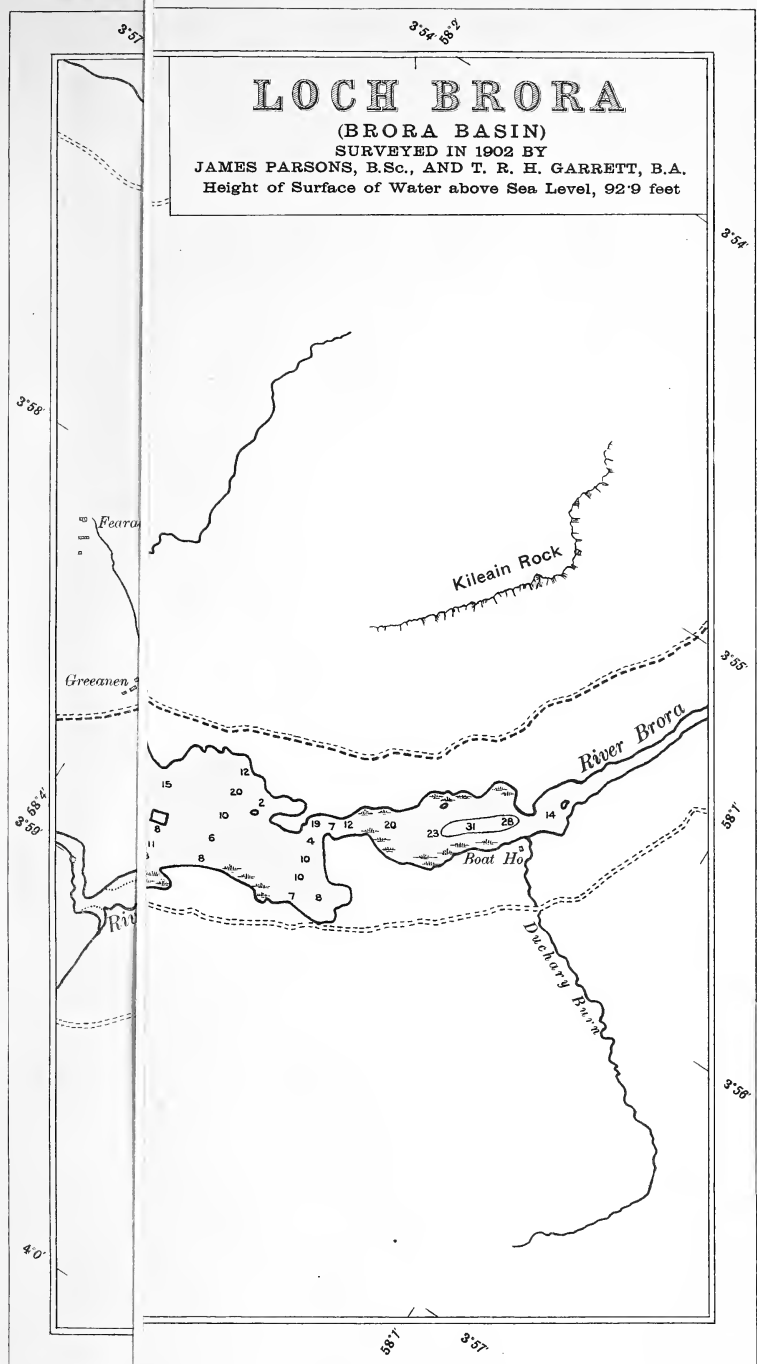 3°57'
3°54'
58°2'
LOCH BRORA
(BRORA BASIN)
SURVEYED IN 1902 BY
JAMES PARSONS, B.Sc., AND T. R. H. GARRETT, B.A.
Height of Surface of Water above Sea Level, 92·9 feet
3°54'
3°58'
Feara
Kileain Rock
3°55'
Greeanen
River Brora
58°4'
3°59'
15
12
20
2
10
8
6
11
8
19
7
12
20
4
10
10
7
8
23
31
28
14
58°1'
Boat Ho
Riv
Duchary Burn
3°56'
4°0'
58°1'
3°57'